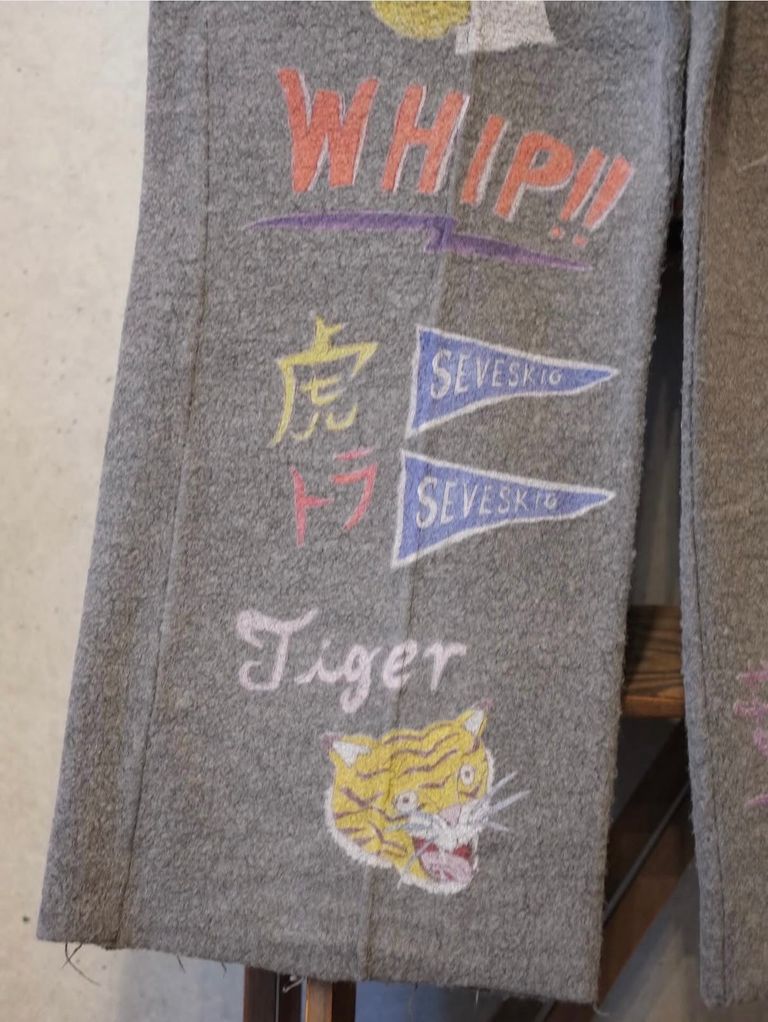 WHIP!!
虎
SEVESKIG
トラ
SEVESKIG
Tiger